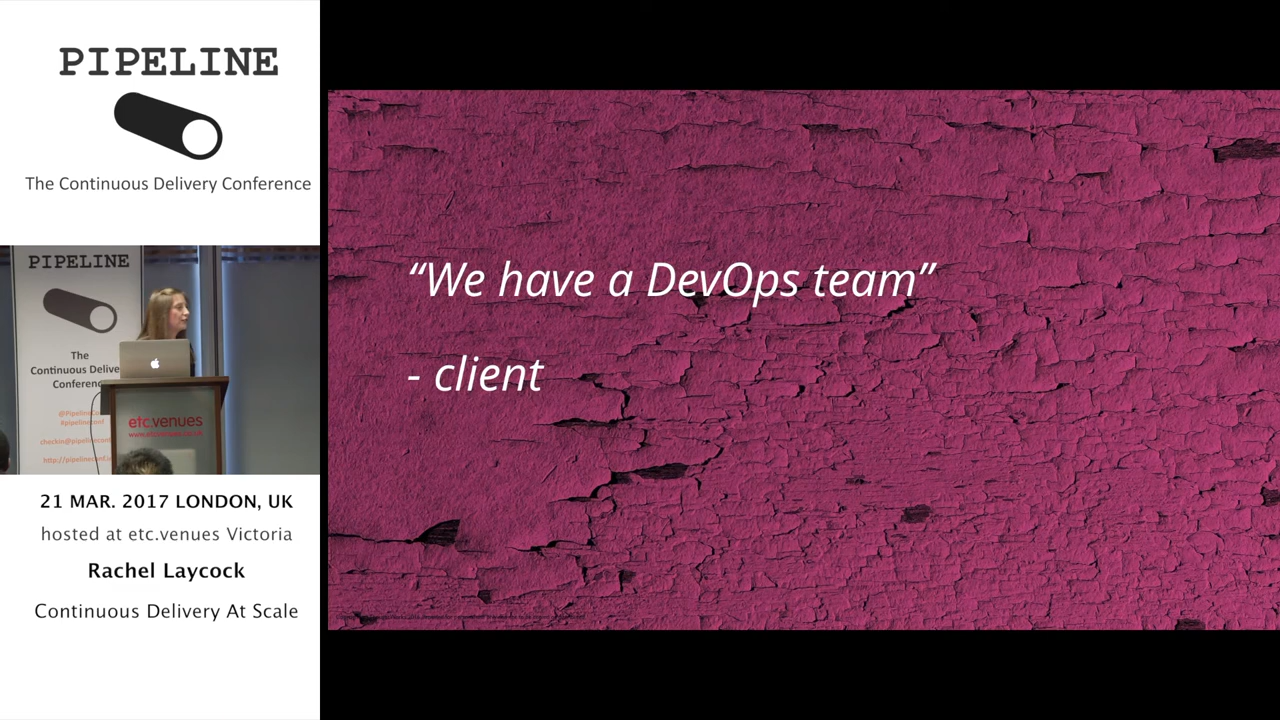 PIPELINE
The Continuous Delivery Conference
PIPELINE
The
Continuous Delive
Conferenc
#pipelineconf
etc.venues
21 MAR. 2017 LONDON, UK
hosted at etc.venues Victoria
Rachel Laycock
Continuous Delivery At Scale
“We have a DevOps team”
- client